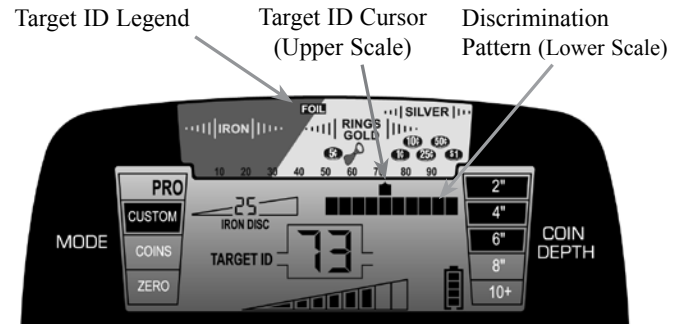 Target ID Legend
Target ID Cursor
(Upper Scale)
Discrimination
Pattern (Lower Scale)
FOIL
IRON
RINGS
GOLD
SILVER
5¢
10¢
50¢
1¢
25¢
$1
10 20 30 40 50 60 70 80 90
MODE
PRO
CUSTOM
COINS
ZERO
25
IRON DISC
TARGET ID
73
2"
4"
6"
8"
10+
COIN
DEPTH